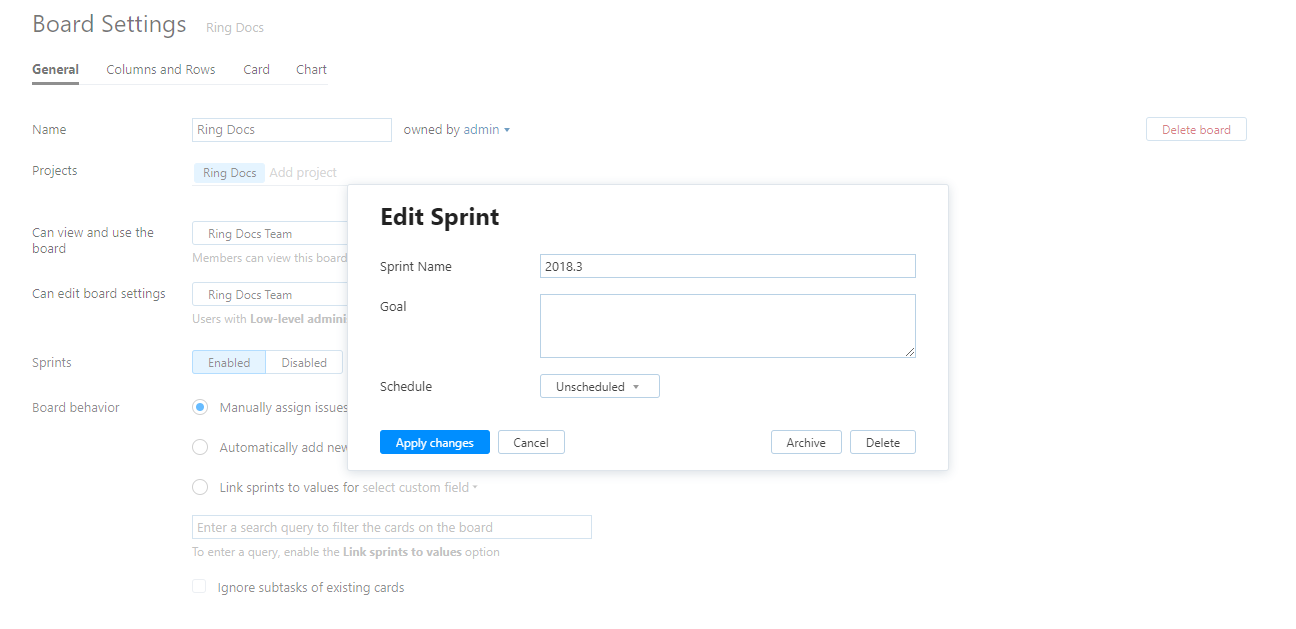 Board Settings Ring Docs
General Columns and Rows Card Chart
Name Ring Docs owned by admin Delete board
Projects Ring Docs Add project
Edit Sprint
Can view and use the board Ring Docs Team
Members can view this board
Sprint Name 2018.3
Can edit board settings Ring Docs Team
Users with Low-level admini
Goal
Sprints Enabled Disabled
Schedule Unscheduled
Board behavior Manually assign issues
Automatically add new
Apply changes Cancel Archive Delete
Link sprints to values for select custom field
Enter a search query to filter the cards on the board
To enter a query, enable the Link sprints to values option
Ignore subtasks of existing cards